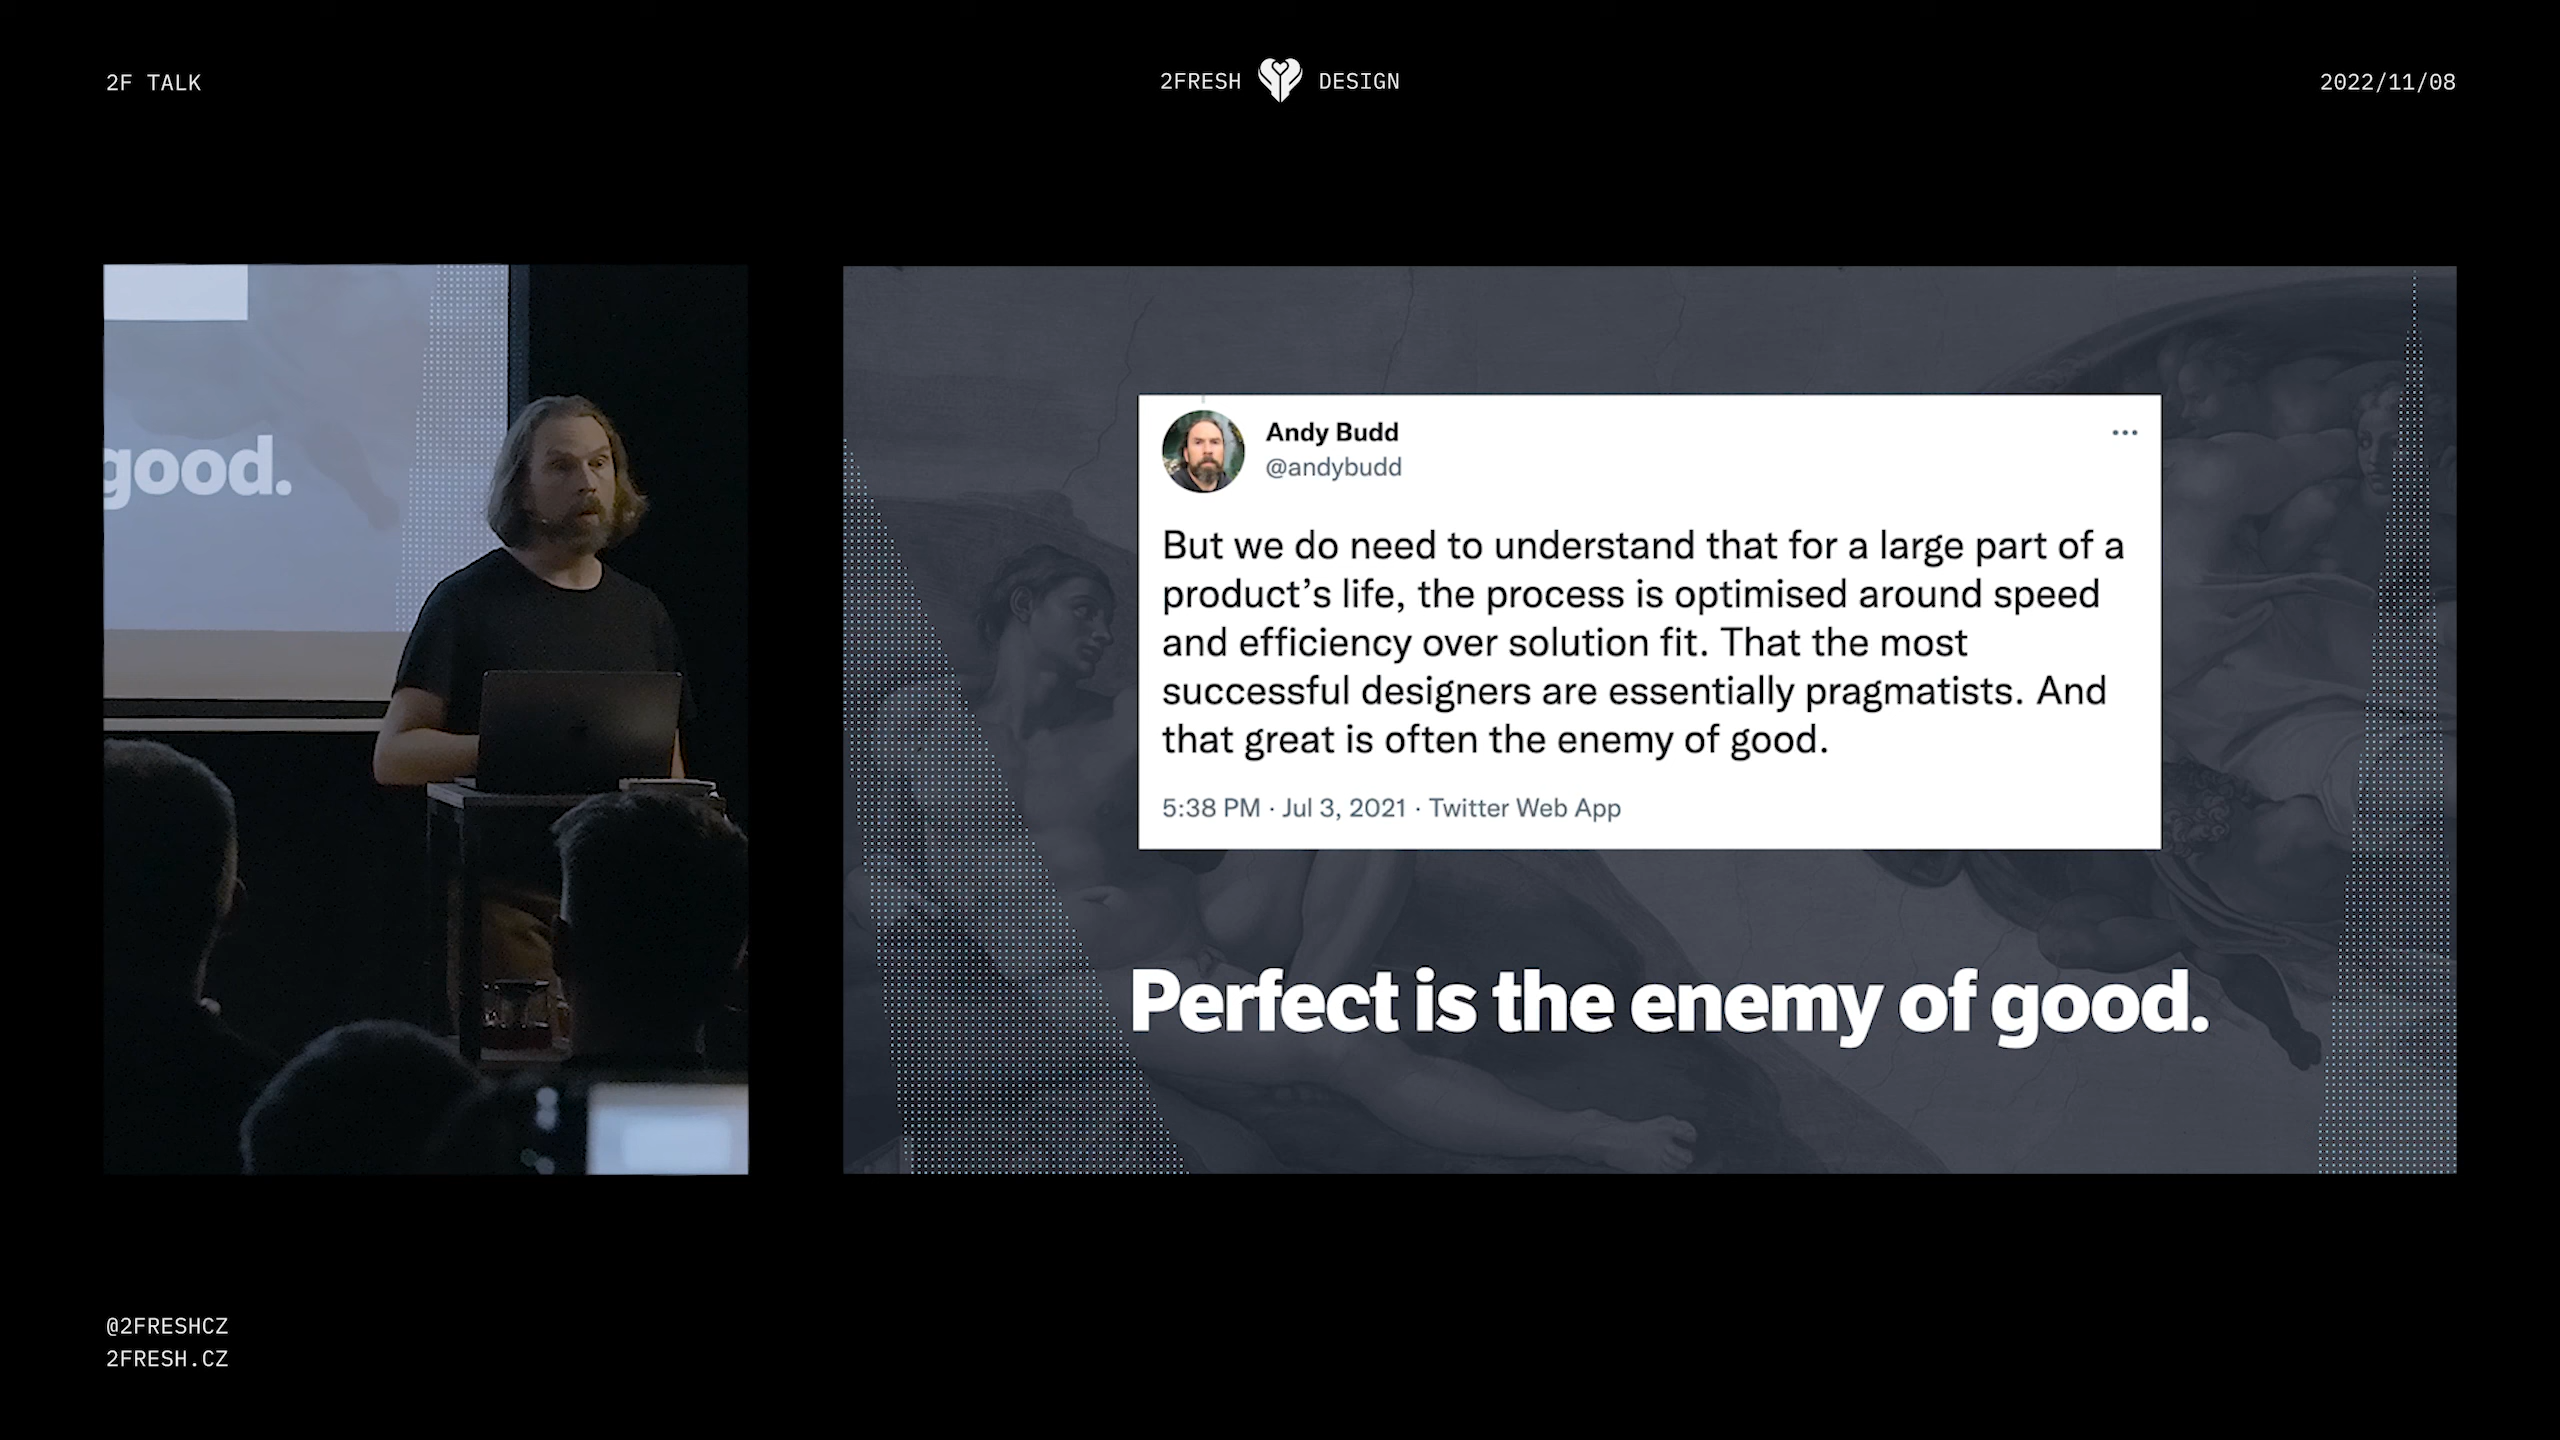 2F TALK
2FRESH DESIGN
2022/11/08
good.
Andy Budd
@andybudd
But we do need to understand that for a large part of a
product’s life, the process is optimised around speed
and efficiency over solution fit. That the most
successful designers are essentially pragmatists. And
that great is often the enemy of good.
5:38 PM · Jul 3, 2021 · Twitter Web App
Perfect is the enemy of good.
@2FRESHCZ
2FRESH.CZ